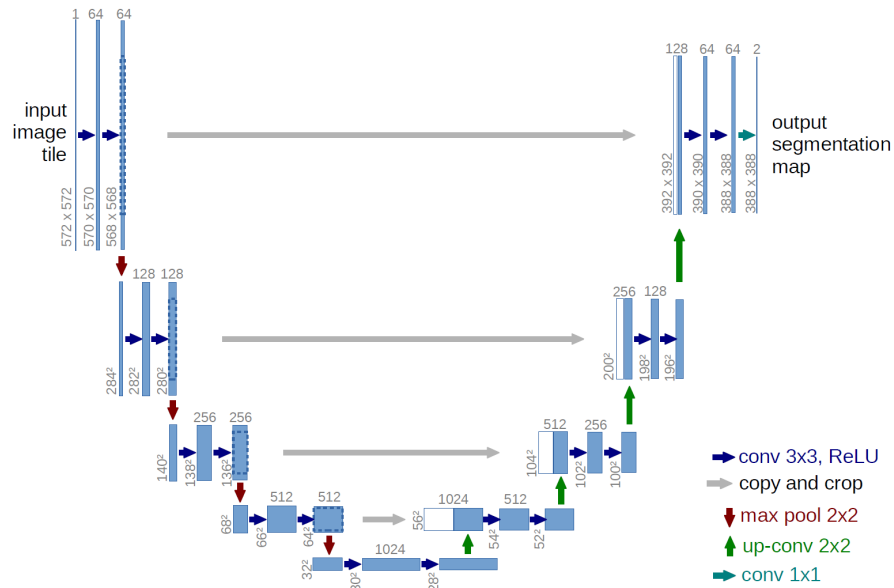 1 64 64
128 64 64 2
input
image
tile
output
segmentation
map
572 x 572
570 x 570
568 x 568
392 x 392
390 x 390
388 x 388
388 x 388
128 128
256 128
284²
282²
280²
200²
198²
196²
256 256
512 256
140²
138²
136²
104²
102²
100²
512 512
1024 512
68²
66²
64²
56²
54²
52²
1024
32²
conv 3x3, ReLU
copy and crop
max pool 2x2
up-conv 2x2
conv 1x1